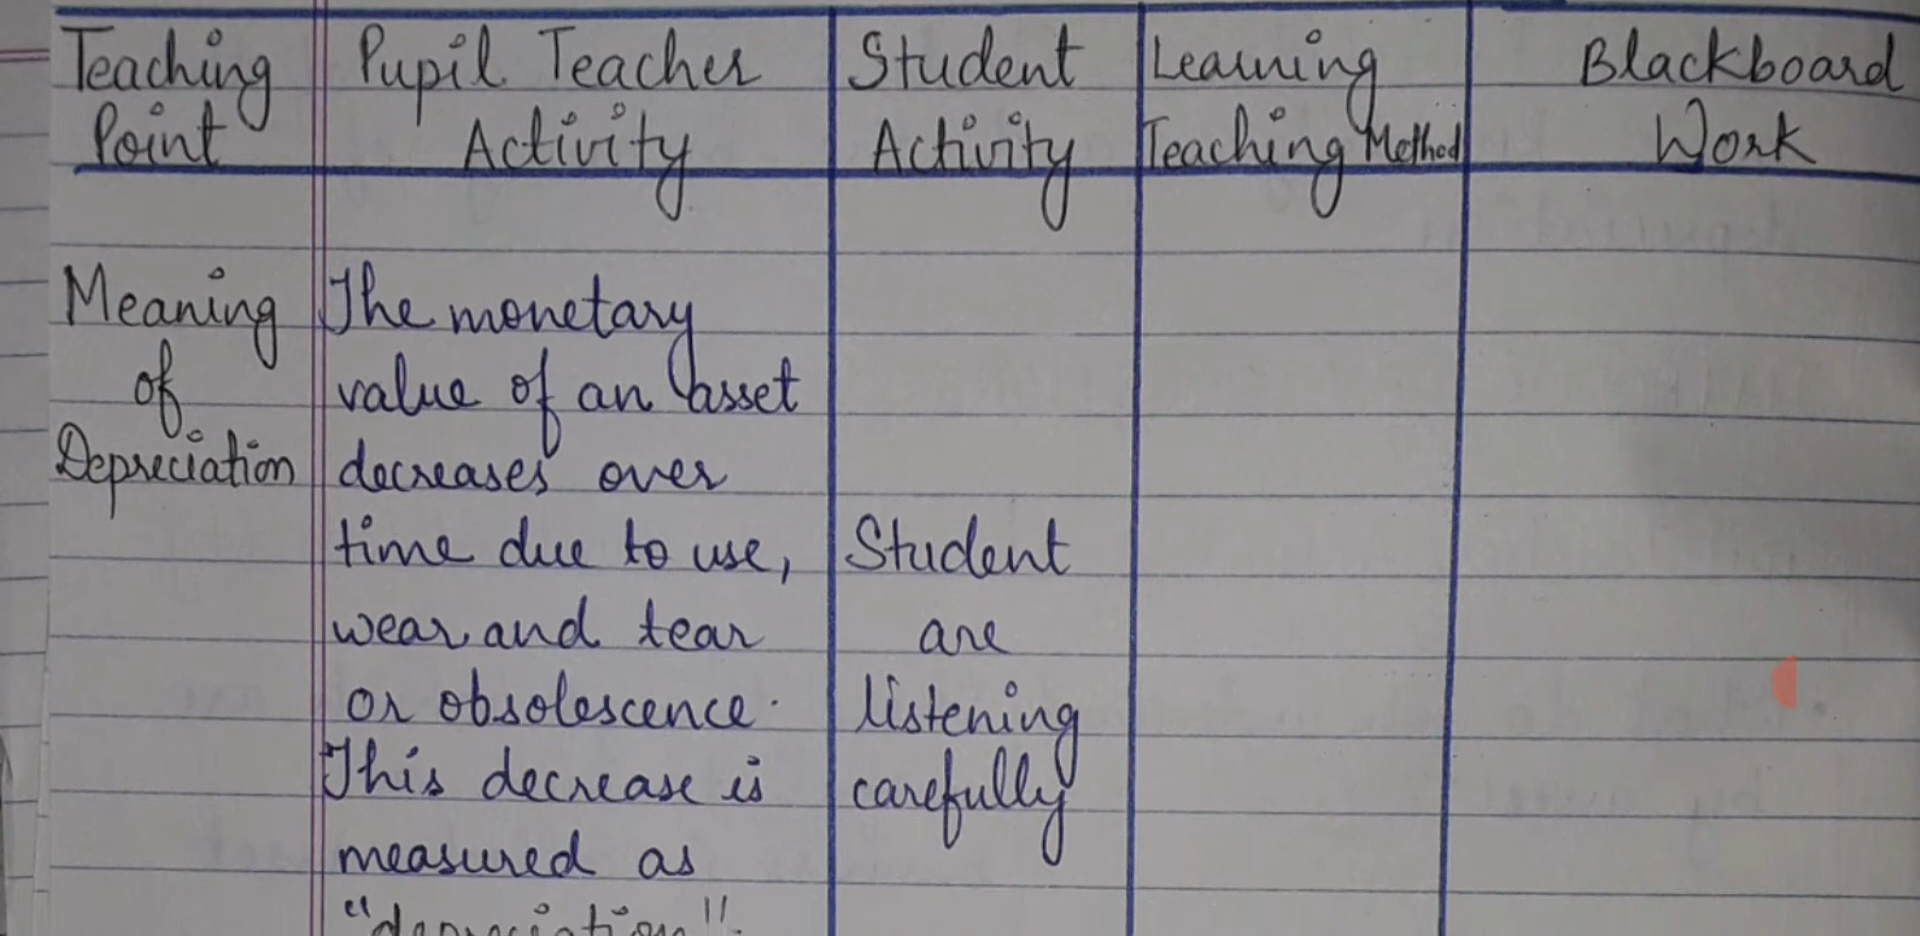 Teaching Point
Pupil Teacher Activity
Student Activity
Learning Teaching Method
Blackboard Work
Meaning
of
Depreciation
The monetary
value of an asset
decreases over
time due to use,
wear and tear
or obsolescence.
This decrease is
measured as
"depreciation".
Student
are
listening
carefully